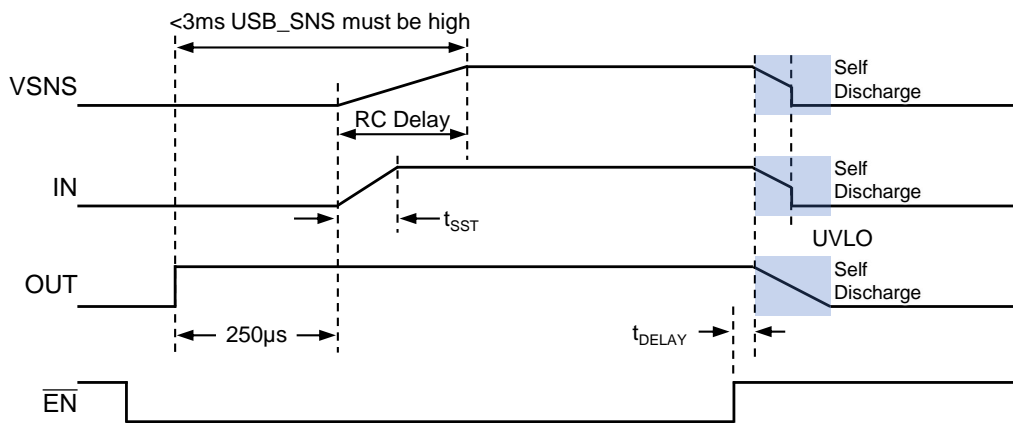 <3ms USB_SNS must be high
VSNS
Self
Discharge
RC Delay
IN
Self
Discharge
tSST
UVLO
OUT
Self
Discharge
250µs
tDELAY
EN